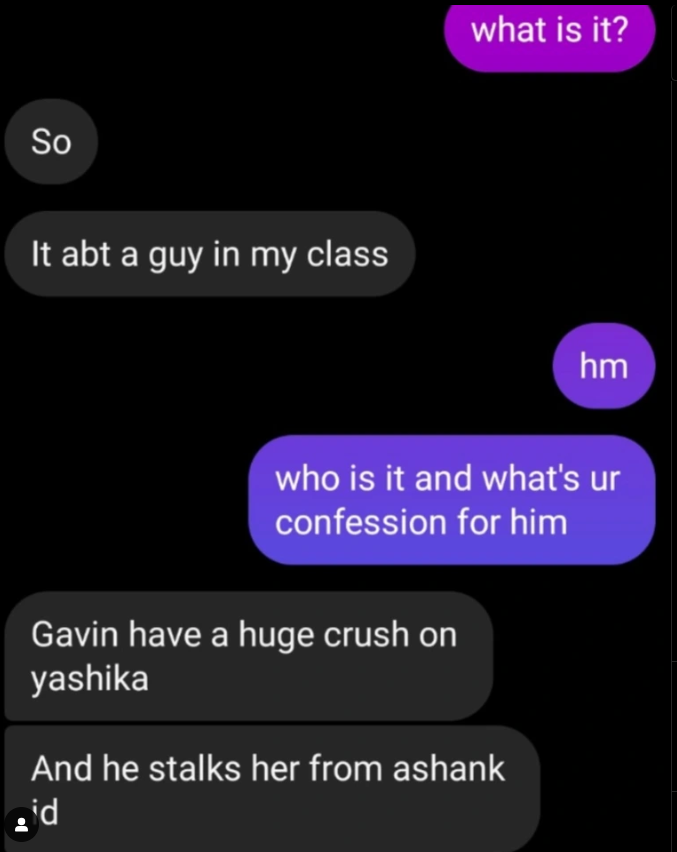 what is it?
So
It abt a guy in my class
hm
who is it and what's ur
confession for him
Gavin have a huge crush on
yashika
And he stalks her from ashank
id